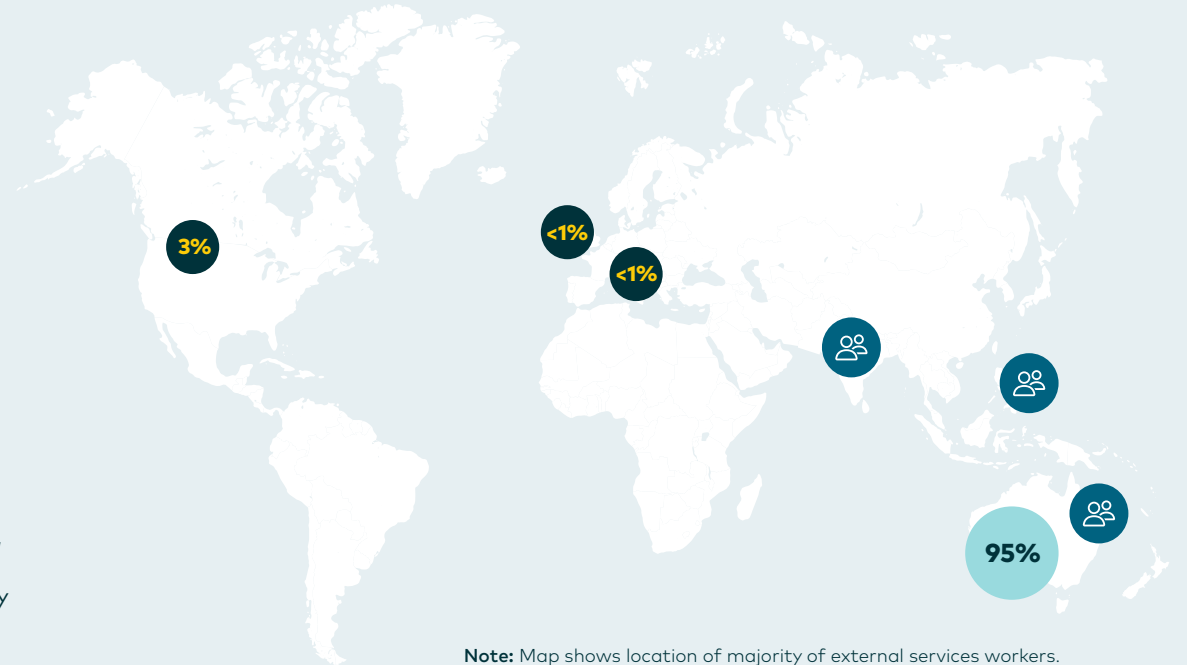 3%
<1%
<1%
95%
y
Note: Map shows location of majority of external services workers.